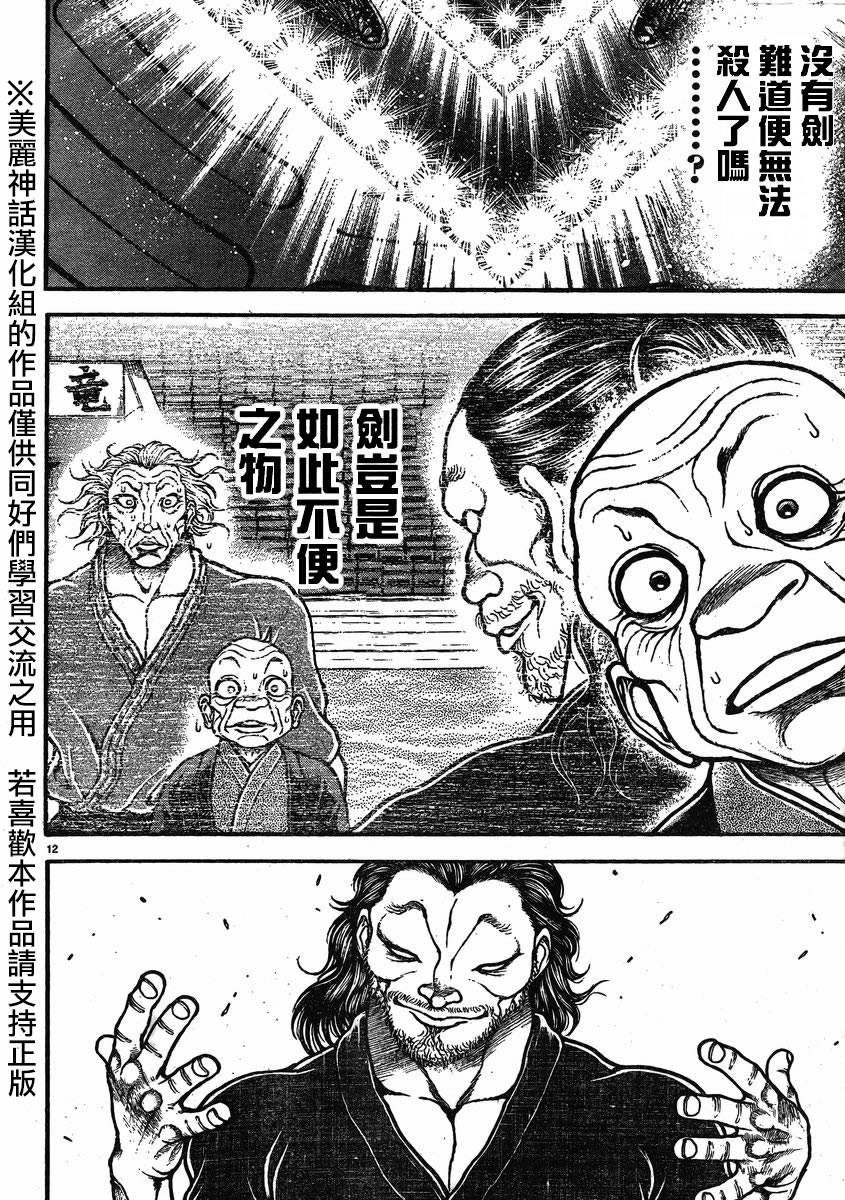 沒有劍
難道便無法
殺人了嗎
…………?
竜
劍豈是
如此不便
之物
12
※美麗神話漢化組的作品僅供同好們學習交流之用 若喜歡本作品請支持正版